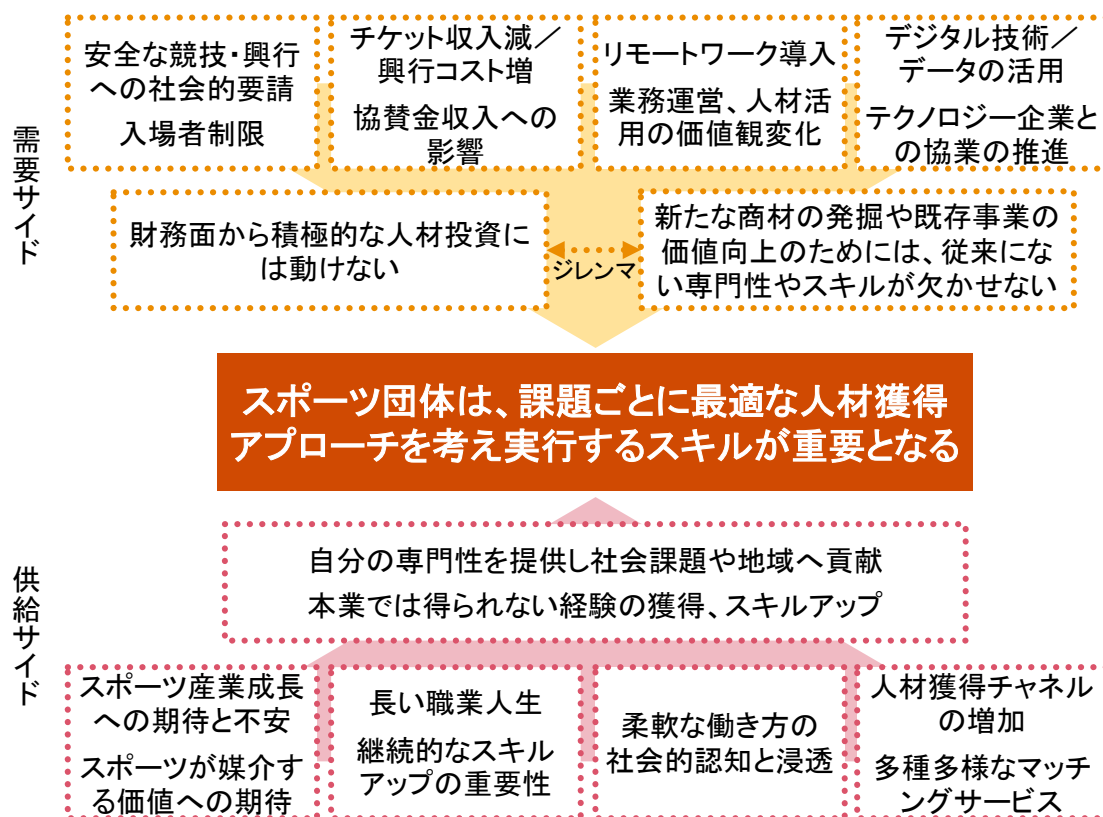 需要サイド
安全な競技・興行
への社会的要請
入場者制限
チケット収入減／
興行コスト増
協賛金収入への
影響
リモートワーク導入
業務運営、人材活
用の価値観変化
デジタル技術／
データの活用
テクノロジー企業と
の協業の推進
財務面から積極的な人材投資に
は動けない
ジレンマ
新たな商材の発掘や既存事業の
価値向上のためには、従来にな
い専門性やスキルが欠かせない
スポーツ団体は、課題ごとに最適な人材獲得
アプローチを考え実行するスキルが重要となる
供給サイド
自分の専門性を提供し社会課題や地域へ貢献
本業では得られない経験の獲得、スキルアップ
スポーツ産業成長
への期待と不安
スポーツが媒介す
る価値への期待
長い職業人生
継続的なスキル
アップの重要性
柔軟な働き方の
社会的認知と浸透
人材獲得チャネル
の増加
多種多様なマッチ
ングサービス